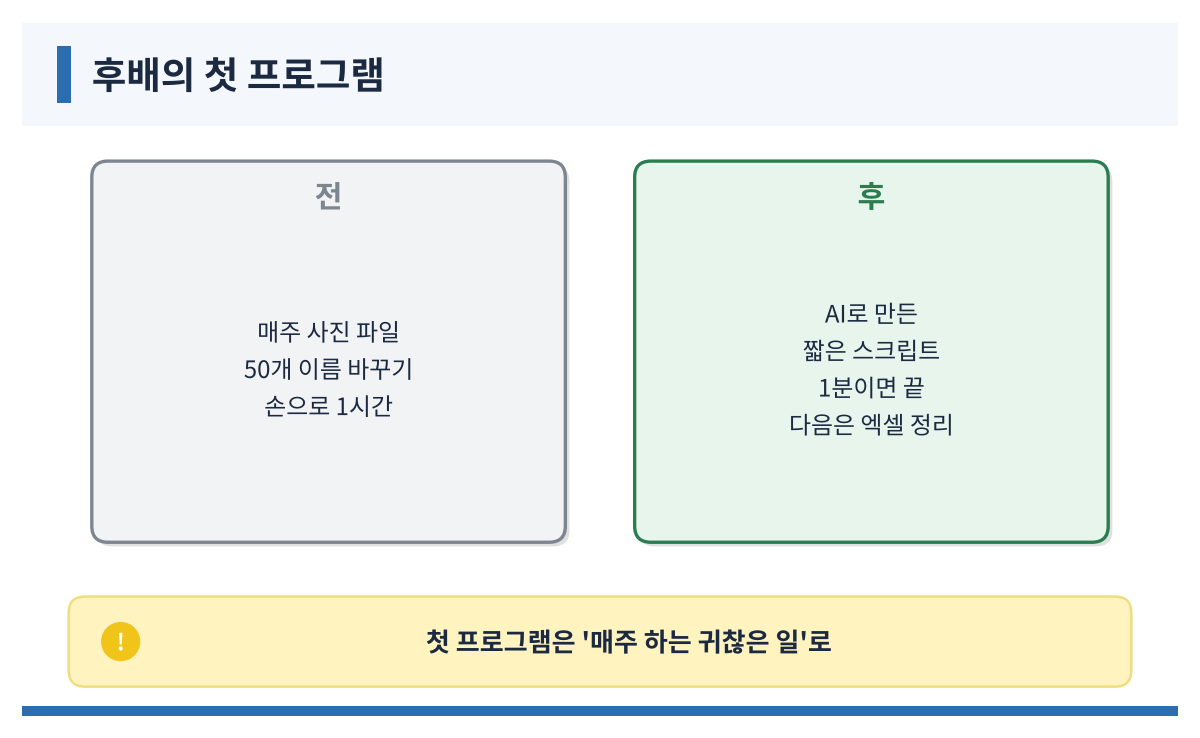 후배의 첫 프로그램
전
매주 사진 파일
50개 이름 바꾸기
손으로 1시간
후
AI로 만든
짧은 스크립트
1분이면 끝
다음은 엑셀 정리
!
첫 프로그램은 '매주 하는 귀찮은 일'로